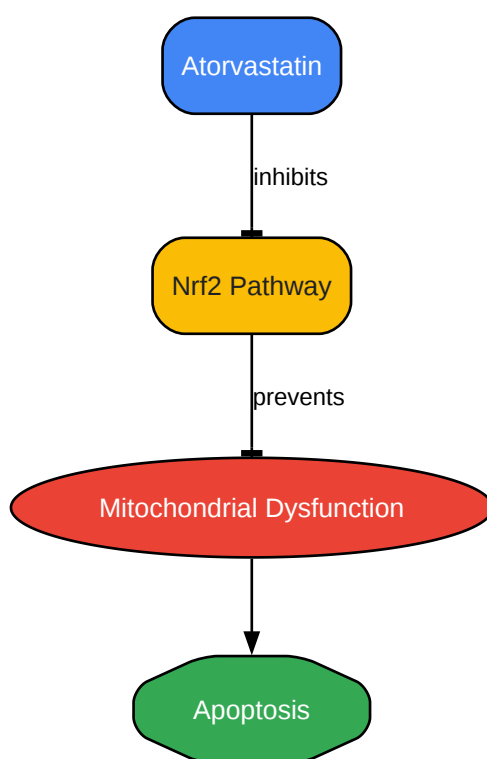 Atorvastatin
inhibits
Nrf2 Pathway
prevents
Mitochondrial Dysfunction
Apoptosis